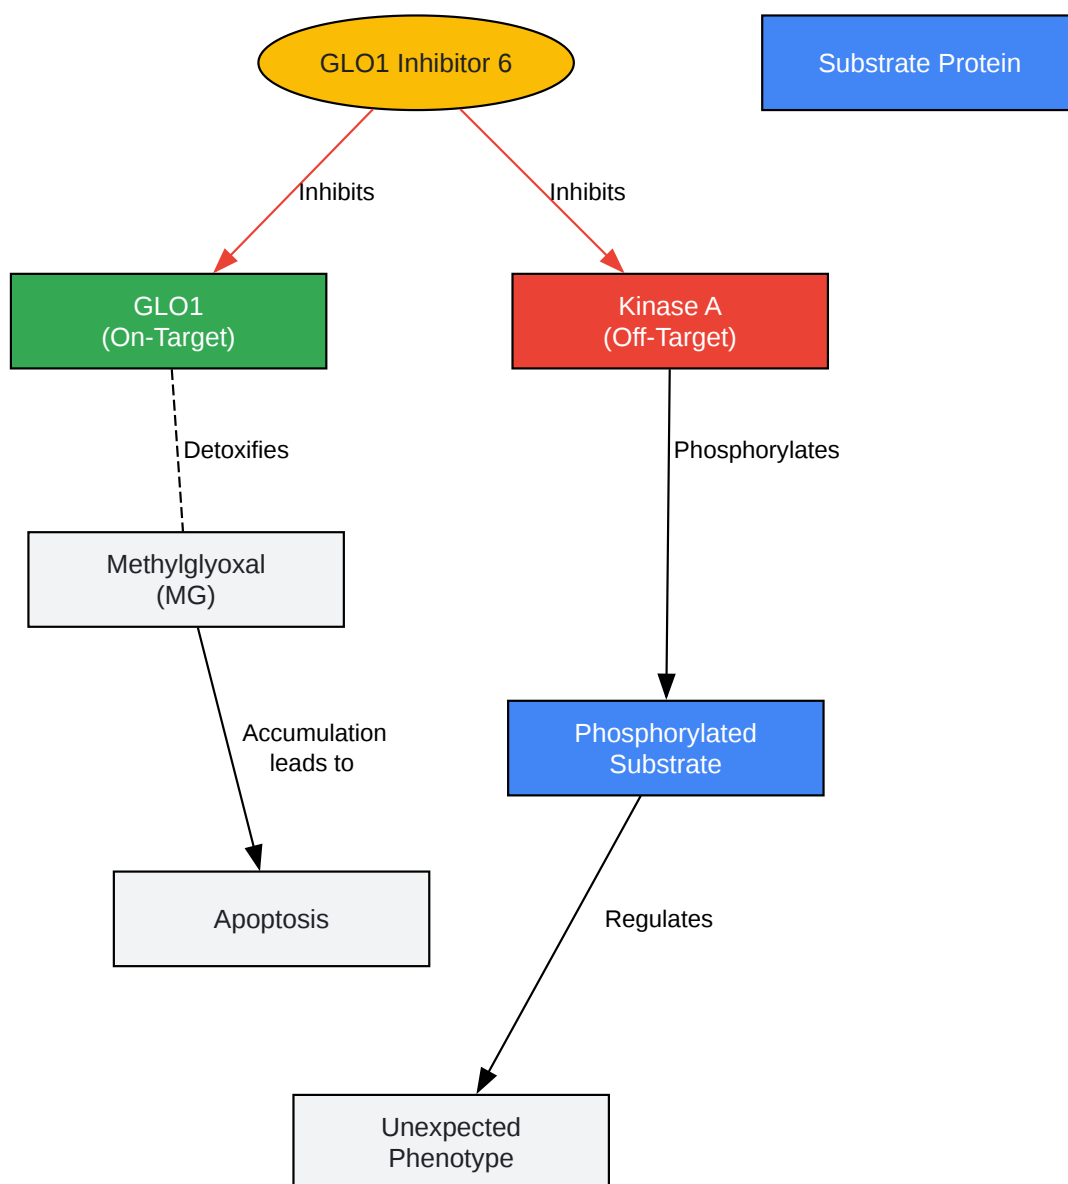 GLO1 Inhibitor 6
Substrate Protein
Inhibits
Inhibits
GLO1
(On-Target)
Kinase A
(Off-Target)
Detoxifies
Phosphorylates
Methylglyoxal
(MG)
Accumulation
leads to
Phosphorylated
Substrate
Apoptosis
Regulates
Unexpected
Phenotype